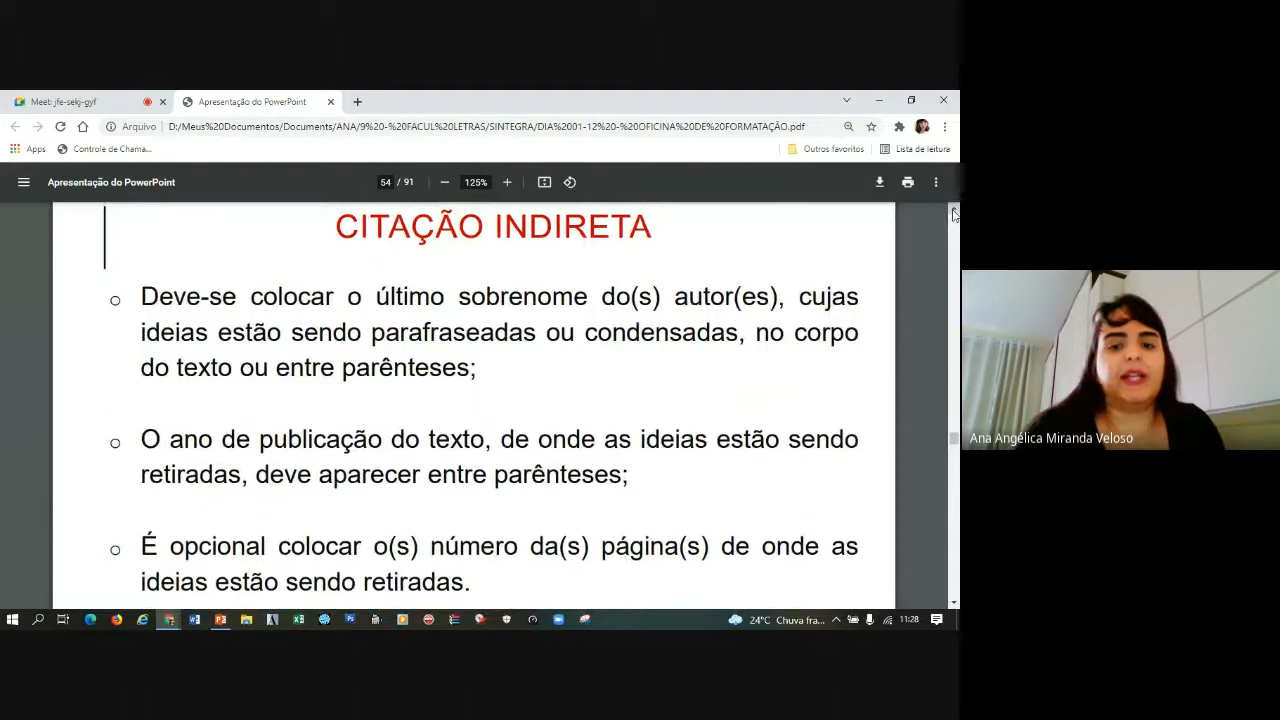 Meet: jfe-sekj-gyf
Apresentação do PowerPoint
Arquivo
D:/Meus%20Documentos/Documents/ANA/9%20-%20FACUL%20LETRAS/SINTEGRA/DIA%2001-12%20-%20OFICINA%20DE%20FORMATAÇÃO.pdf
Apps
Controle de Chama...
Outros favoritos
Lista de leitura
Apresentação do PowerPoint
54 / 91
125%
CITAÇÃO INDIRETA
Deve-se colocar o último sobrenome do(s) autor(es), cujas
ideias estão sendo parafraseadas ou condensadas, no corpo
do texto ou entre parênteses;
O ano de publicação do texto, de onde as ideias estão sendo
retiradas, deve aparecer entre parênteses;
É opcional colocar o(s) número da(s) página(s) de onde as
ideias estão sendo retiradas.
Ana Angélica Miranda Veloso
24°C Chuva fra...
11:28